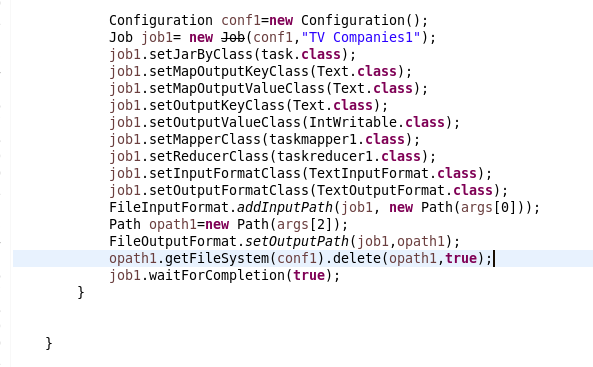 Configuration conf1=new Configuration();
Job job1= new Job(conf1,"TV Companies1");
job1.setJarByClass(task.class);
job1.setMapOutputKeyClass(Text.class);
job1.setMapOutputValueClass(Text.class);
job1.setOutputKeyClass(Text.class);
job1.setOutputValueClass(IntWritable.class);
job1.setMapperClass(taskmapper1.class);
job1.setReducerClass(taskreducer1.class);
job1.setInputFormatClass(TextInputFormat.class);
job1.setOutputFormatClass(TextOutputFormat.class);
FileInputFormat.addInputPath(job1, new Path(args[0]));
Path opath1=new Path(args[2]);
FileOutputFormat.setOutputPath(job1,opath1);
opath1.getFileSystem(conf1).delete(opath1,true);
job1.waitForCompletion(true);
}
}